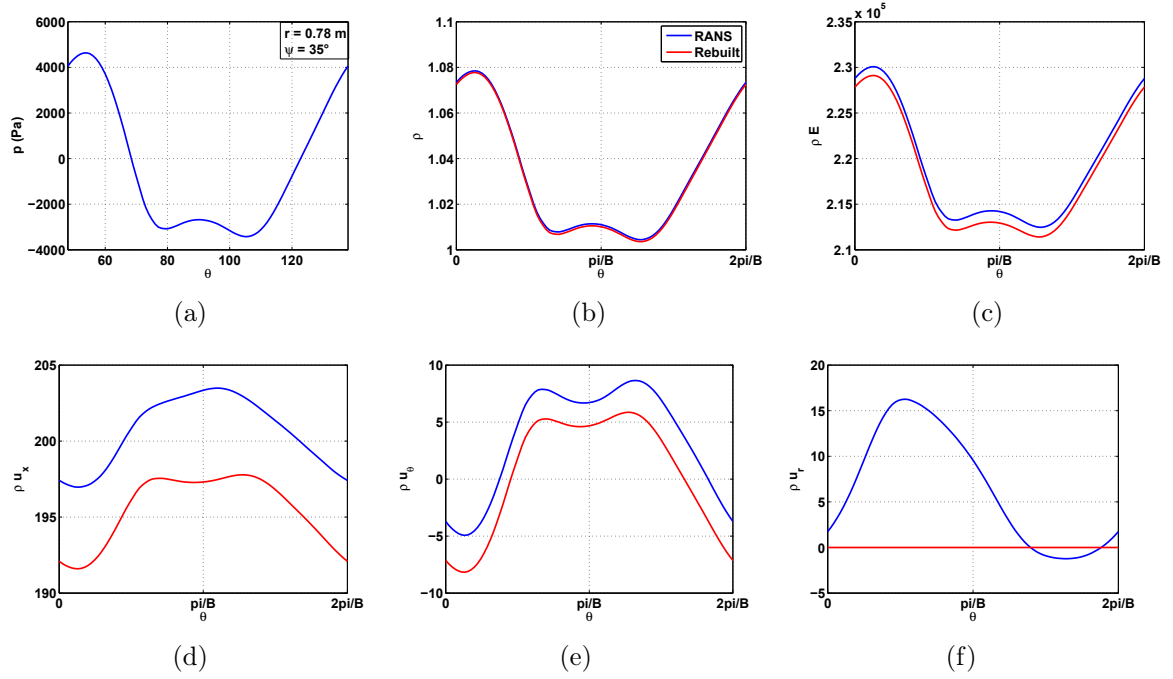 6000
4000
2000
0
−2000
−4000
p (Pa)
60
80
100
120
θ
r = 0.78 m
ψ = 35°
(a)
1.1
1.08
1.06
1.04
1.02
1
ρ
0
pi/B
2pi/B
θ
RANS
Rebuilt
(b)
x 10⁵
2.35
2.3
2.25
2.2
2.15
2.1
ρ E
0
pi/B
2pi/B
θ
(c)
205
200
195
190
ρ uₓ
0
pi/B
2pi/B
θ
(d)
10
5
0
−5
−10
ρ u_θ
0
pi/B
2pi/B
θ
(e)
20
15
10
5
0
−5
ρ u_r
0
pi/B
2pi/B
θ
(f)